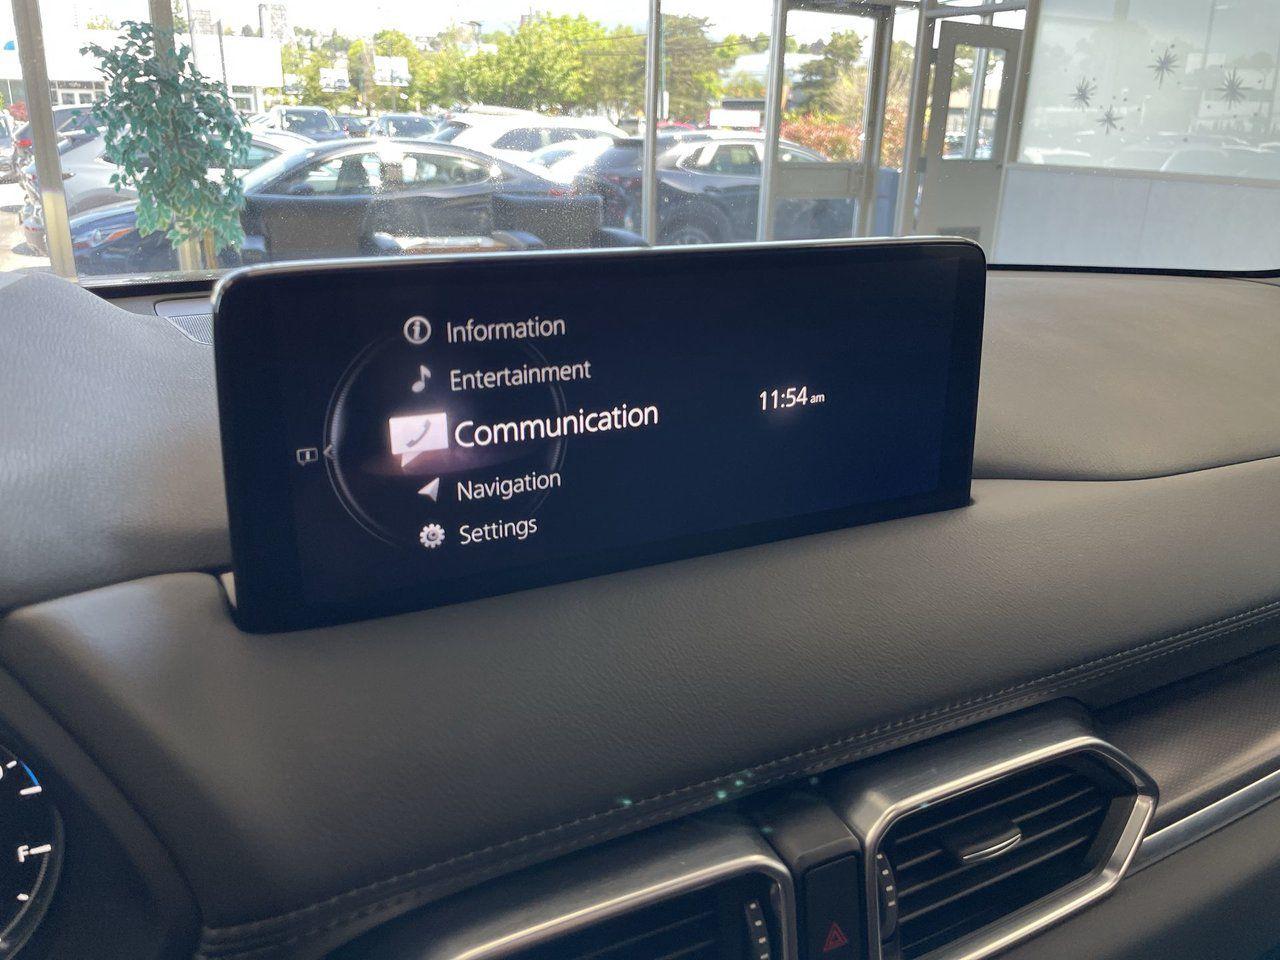 Information
Entertainment
Communication
11:54 am
Navigation
Settings
F